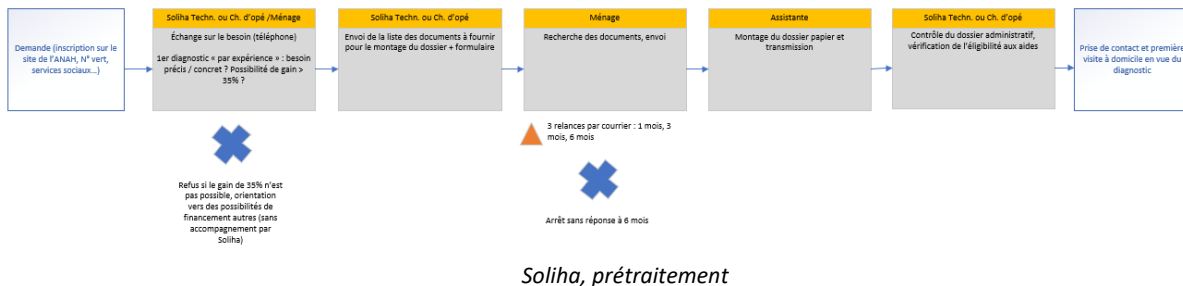 Demande (inscription sur le
site de l'ANAH, N° vert,
services sociaux…)
Soliha Techn. ou Ch. d'opé /Ménage
Échange sur le besoin (téléphone)
1er diagnostic « par expérience » : besoin
précis / concret ? Possibilité de gain >
35% ?
Refus si le gain de 35% n'est
pas possible, orientation
vers des possibilités de
financement autres (sans
accompagnement par
Soliha)
Soliha Techn. ou Ch. d'opé
Envoi de la liste des documents à fournir
pour le montage du dossier + formulaire
Ménage
Recherche des documents, envoi
3 relances par courrier : 1 mois, 3
mois, 6 mois
Arrêt sans réponse à 6 mois
Assistante
Montage du dossier papier et
transmission
Soliha Techn. ou Ch. d'opé
Contrôle du dossier administratif,
vérification de l'éligibilité aux aides
Prise de contact et première
visite à domicile en vue du
diagnostic
Soliha, prétraitement